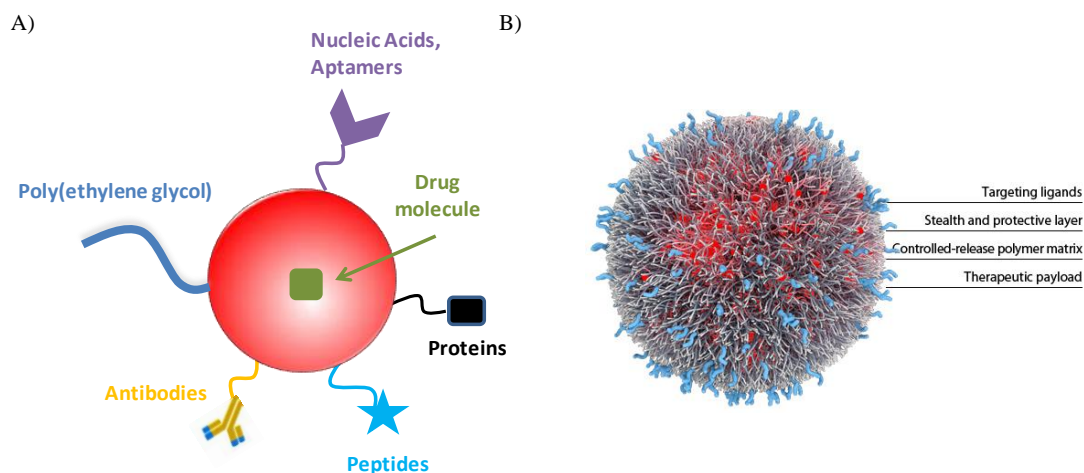 A)
Nucleic Acids,
Aptamers
Poly(ethylene glycol)
Drug
molecule
Proteins
Antibodies
Peptides
B)
Targeting ligands
Stealth and protective layer
Controlled-release polymer matrix
Therapeutic payload